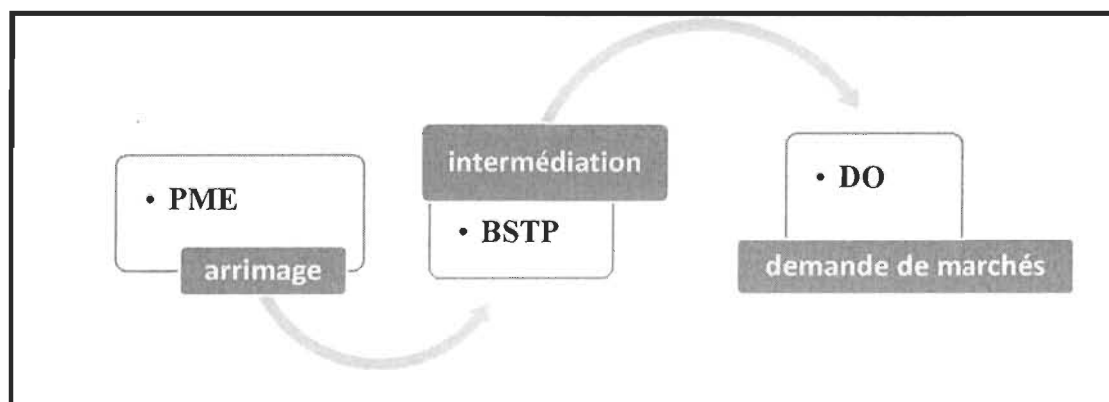 • PME
arrimage
intermédiation
• BSTP
• DO
demande de marchés